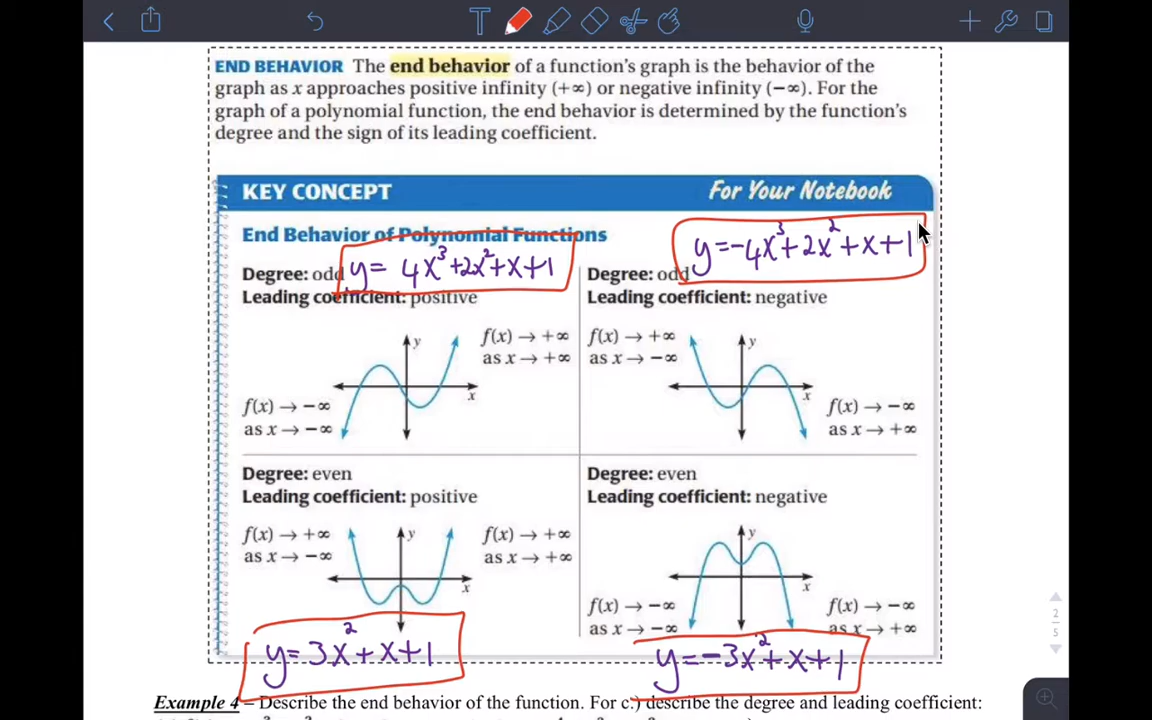 END BEHAVIOR The end behavior of a function's graph is the behavior of the
graph as x approaches positive infinity (+∞) or negative infinity (−∞). For the
graph of a polynomial function, the end behavior is determined by the function's
degree and the sign of its leading coefficient.
KEY CONCEPT
For Your Notebook
End Behavior of Polynomial Functions
Degree: odd
y = 4x³+2x²+x+1
Leading coefficient: positive
f(x) → +∞
as x → +∞
y
x
f(x) → −∞
as x → −∞
y=−4x³+2x²+x+1
Degree: odd
Leading coefficient: negative
f(x) → +∞
as x → −∞
y
x
f(x) → −∞
as x → +∞
Degree: even
Leading coefficient: positive
f(x) → +∞
as x → −∞
y
x
f(x) → +∞
as x → +∞
y=3x²+x+1
Degree: even
Leading coefficient: negative
y
x
f(x) → −∞
as x → −∞
f(x) → −∞
as x → +∞
y=−3x²+x+1
2
5
Example 4 – Describe the end behavior of the function. For c.) describe the degree and leading coefficient: